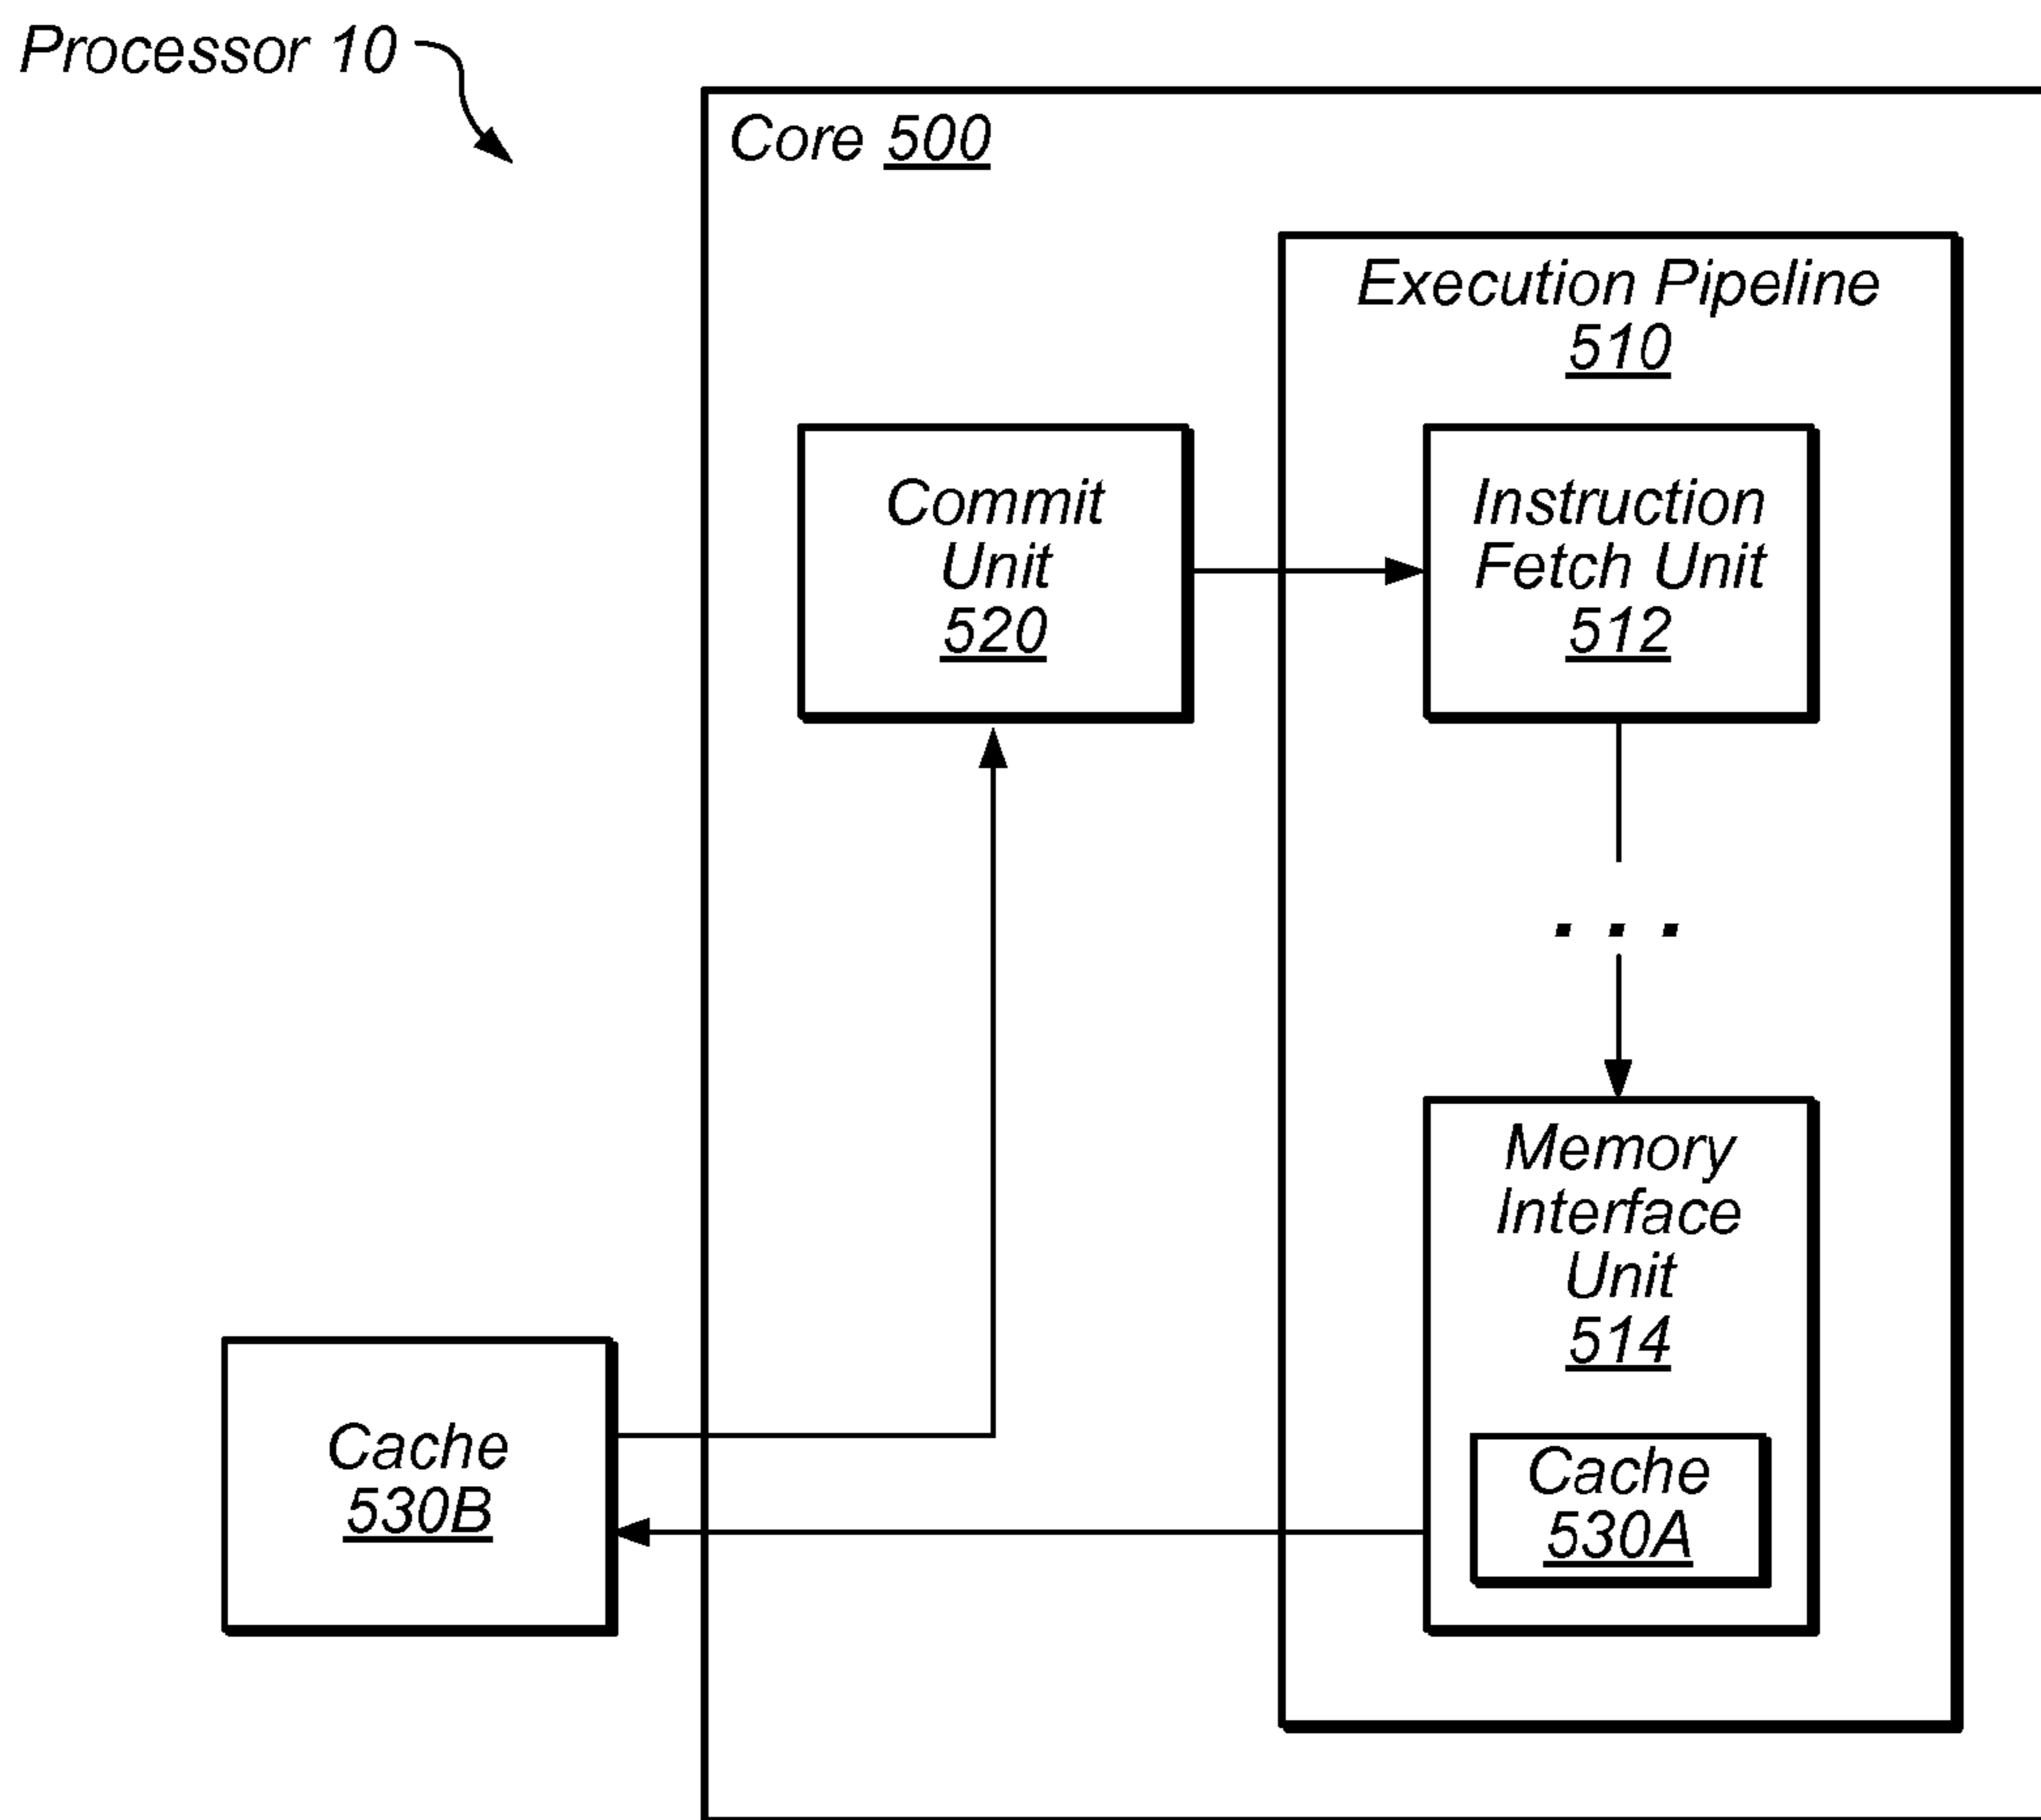 Processor 10
Core 500
Execution Pipeline
510
Commit
Unit
520
Instruction
Fetch Unit
512
. . .
Memory
Interface
Unit
514
Cache
530A
Cache
530B